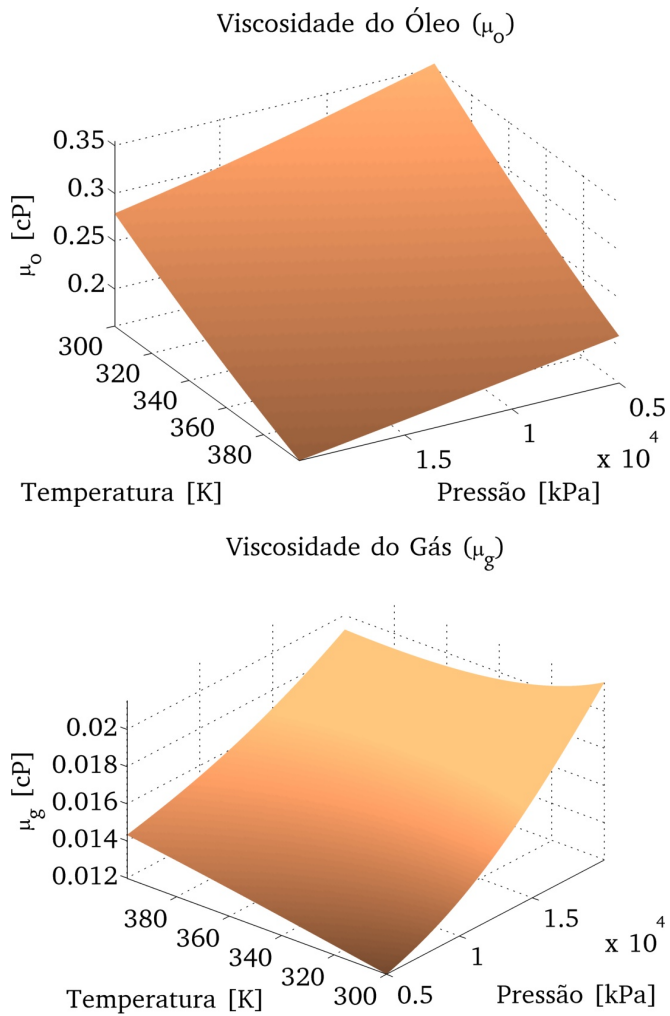 Viscosidade do Óleo (μo)
0.35
0.3
0.25
0.2
μo [cP]
300
320
340
360
380
0.5
1
1.5
x 10^4
Temperatura [K]
Pressão [kPa]
Viscosidade do Gás (μg)
0.02
0.018
0.016
0.014
0.012
μg [cP]
380
360
340
320
300
0.5
1
1.5
x 10^4
Temperatura [K]
Pressão [kPa]